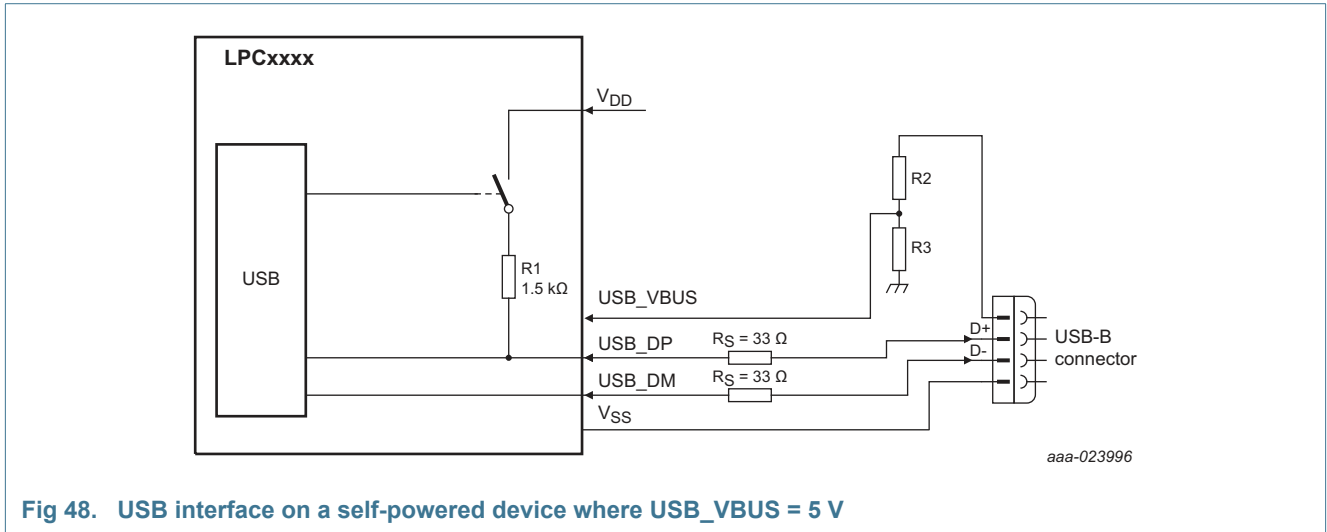 LPCxxxx
VDD
R2
R3
USB
R1
1.5 kΩ
USB_VBUS
USB_DP
RS = 33 Ω
D+
USB-B
connector
D-
USB_DM
RS = 33 Ω
VSS
aaa-023996
Fig 48. USB interface on a self-powered device where USB_VBUS = 5 V